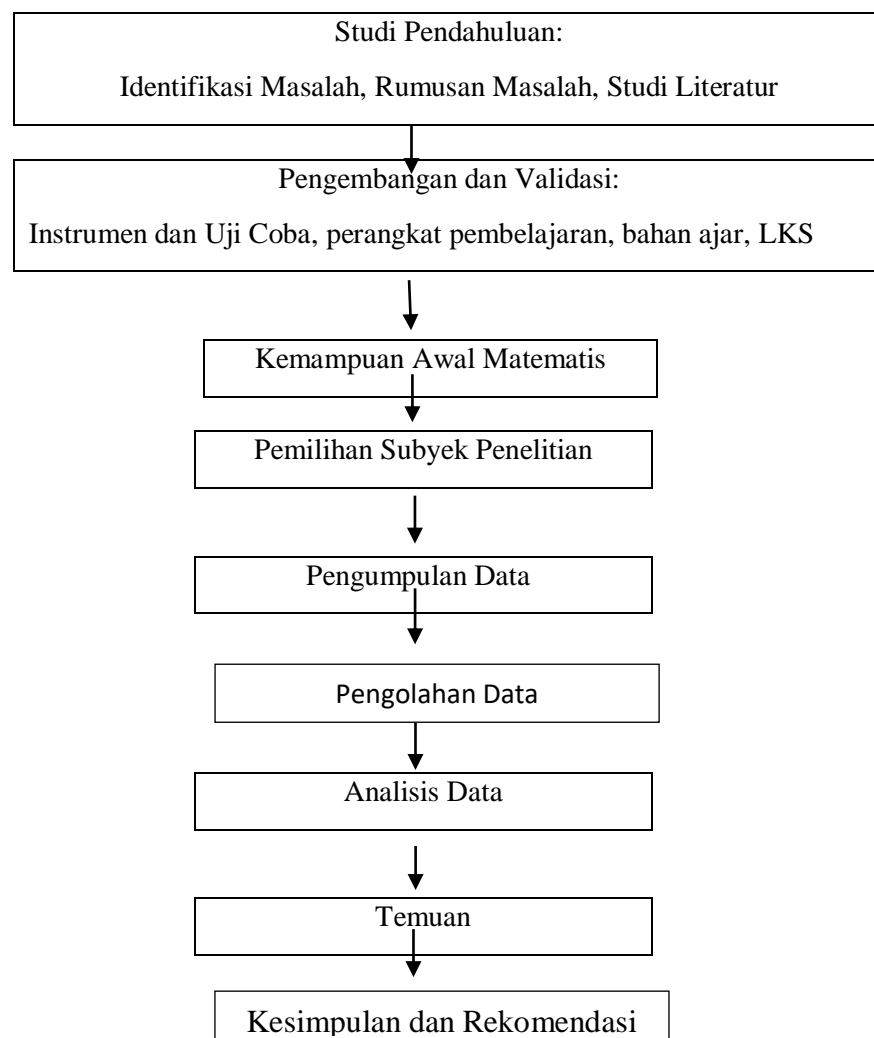 Studi Pendahuluan:
Identifikasi Masalah, Rumusan Masalah, Studi Literatur
Pengembangan dan Validasi:
Instrumen dan Uji Coba, perangkat pembelajaran, bahan ajar, LKS
Kemampuan Awal Matematis
Pemilihan Subyek Penelitian
Pengumpulan Data
Pengolahan Data
Analisis Data
Temuan
Kesimpulan dan Rekomendasi